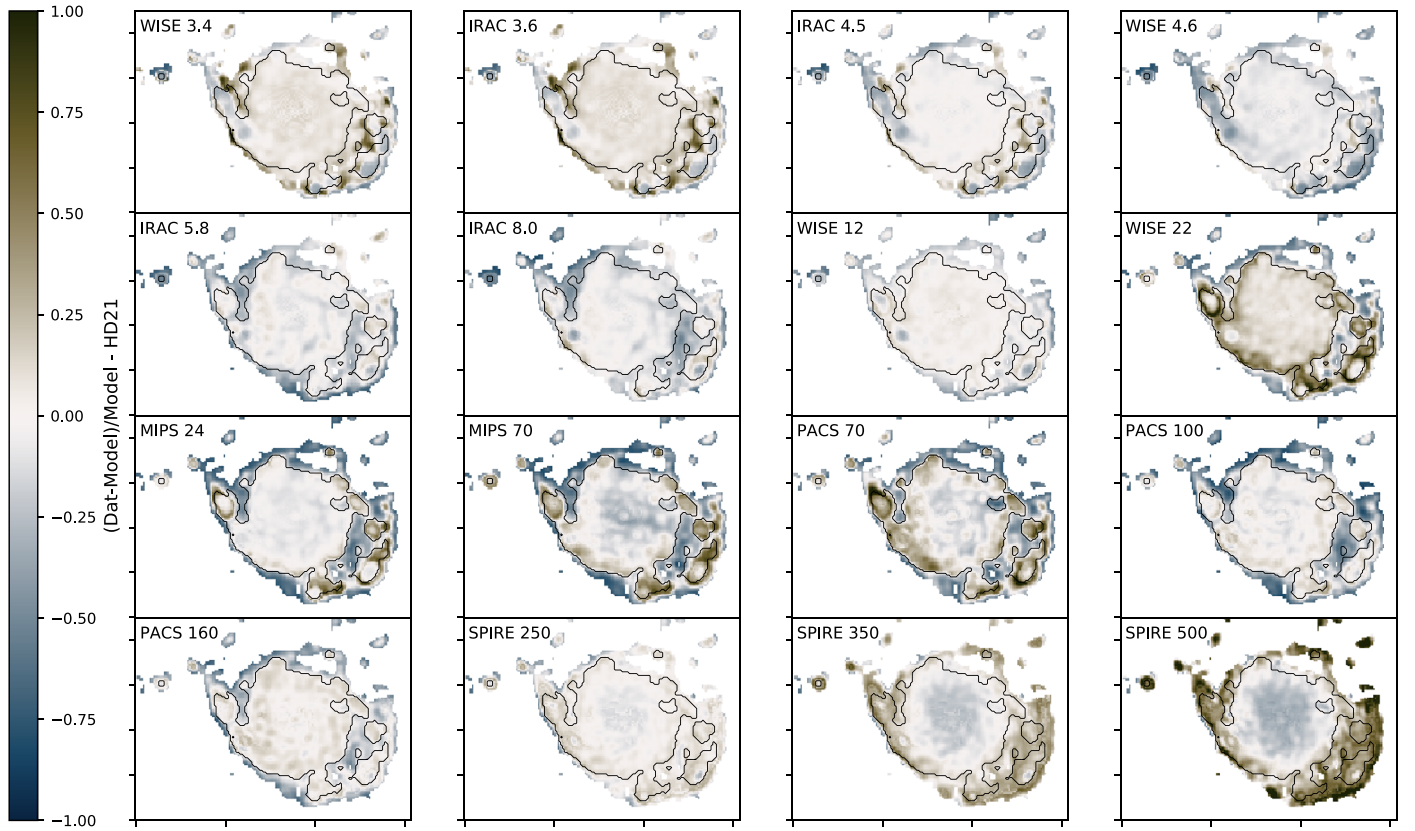 1.00
0.75
0.50
0.25
0.00
−0.25
−0.50
−0.75
−1.00
(Dat-Model)/Model - HD21
WISE 3.4
IRAC 3.6
IRAC 4.5
WISE 4.6
IRAC 5.8
IRAC 8.0
WISE 12
WISE 22
MIPS 24
MIPS 70
PACS 70
PACS 100
PACS 160
SPIRE 250
SPIRE 350
SPIRE 500